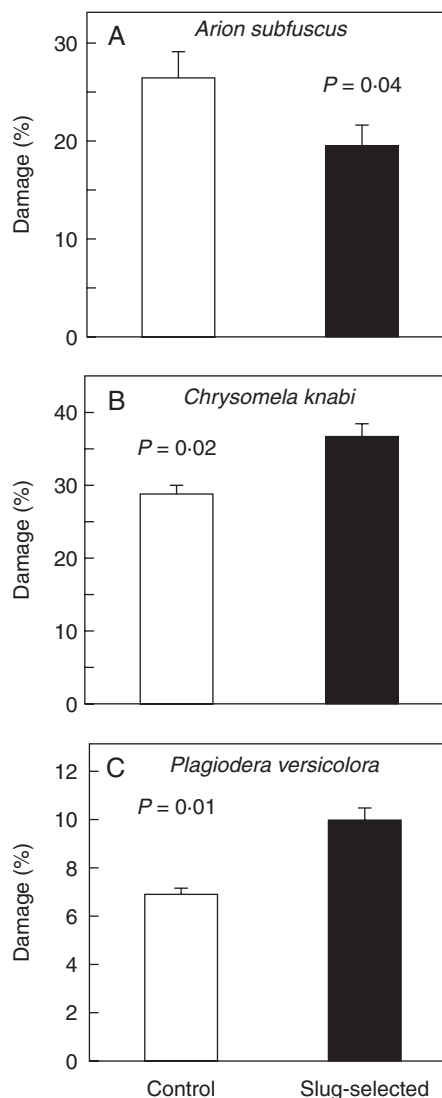 A
Arion subfuscus
P = 0·04
Damage (%)
30
20
10
0
B
Chrysomela knabi
P = 0·02
Damage (%)
40
30
20
10
0
C
Plagiodera versicolora
P = 0·01
Damage (%)
12
10
8
6
4
2
0
Control Slug-selected